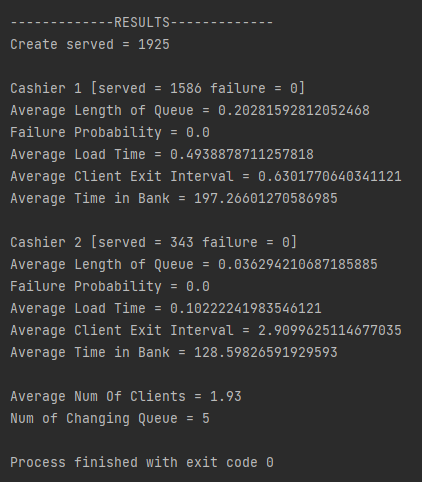 -------------RESULTS-------------
Create served = 1925
Cashier 1 [served = 1586 failure = 0]
Average Length of Queue = 0.20281592812052468
Failure Probability = 0.0
Average Load Time = 0.4938878711257818
Average Client Exit Interval = 0.6301770640341121
Average Time in Bank = 197.26601270586985
Cashier 2 [served = 343 failure = 0]
Average Length of Queue = 0.036294210687185885
Failure Probability = 0.0
Average Load Time = 0.10222241983546121
Average Client Exit Interval = 2.9099625114677035
Average Time in Bank = 128.59826591929593
Average Num Of Clients = 1.93
Num of Changing Queue = 5
Process finished with exit code 0